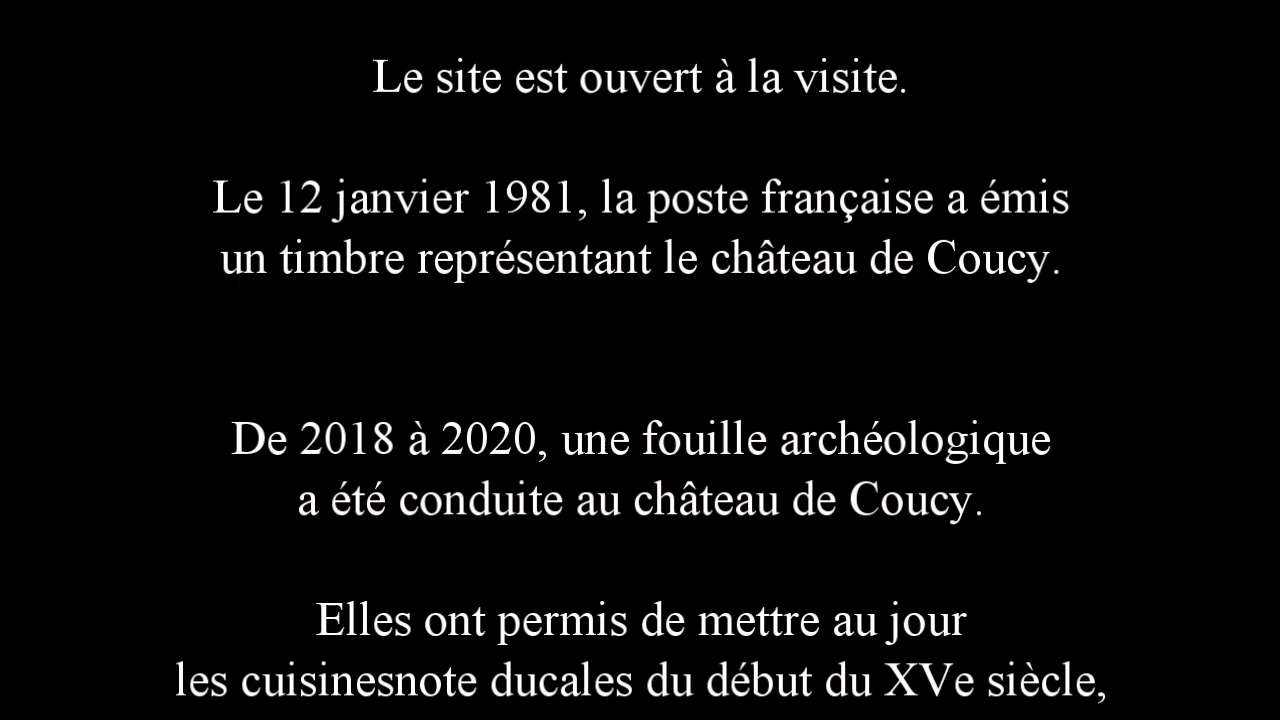 Le site est ouvert à la visite.
Le 12 janvier 1981, la poste française a émis
un timbre représentant le château de Coucy.
De 2018 à 2020, une fouille archéologique
a été conduite au château de Coucy.
Elles ont permis de mettre au jour
les cuisinesnote ducales du début du XVe siècle,